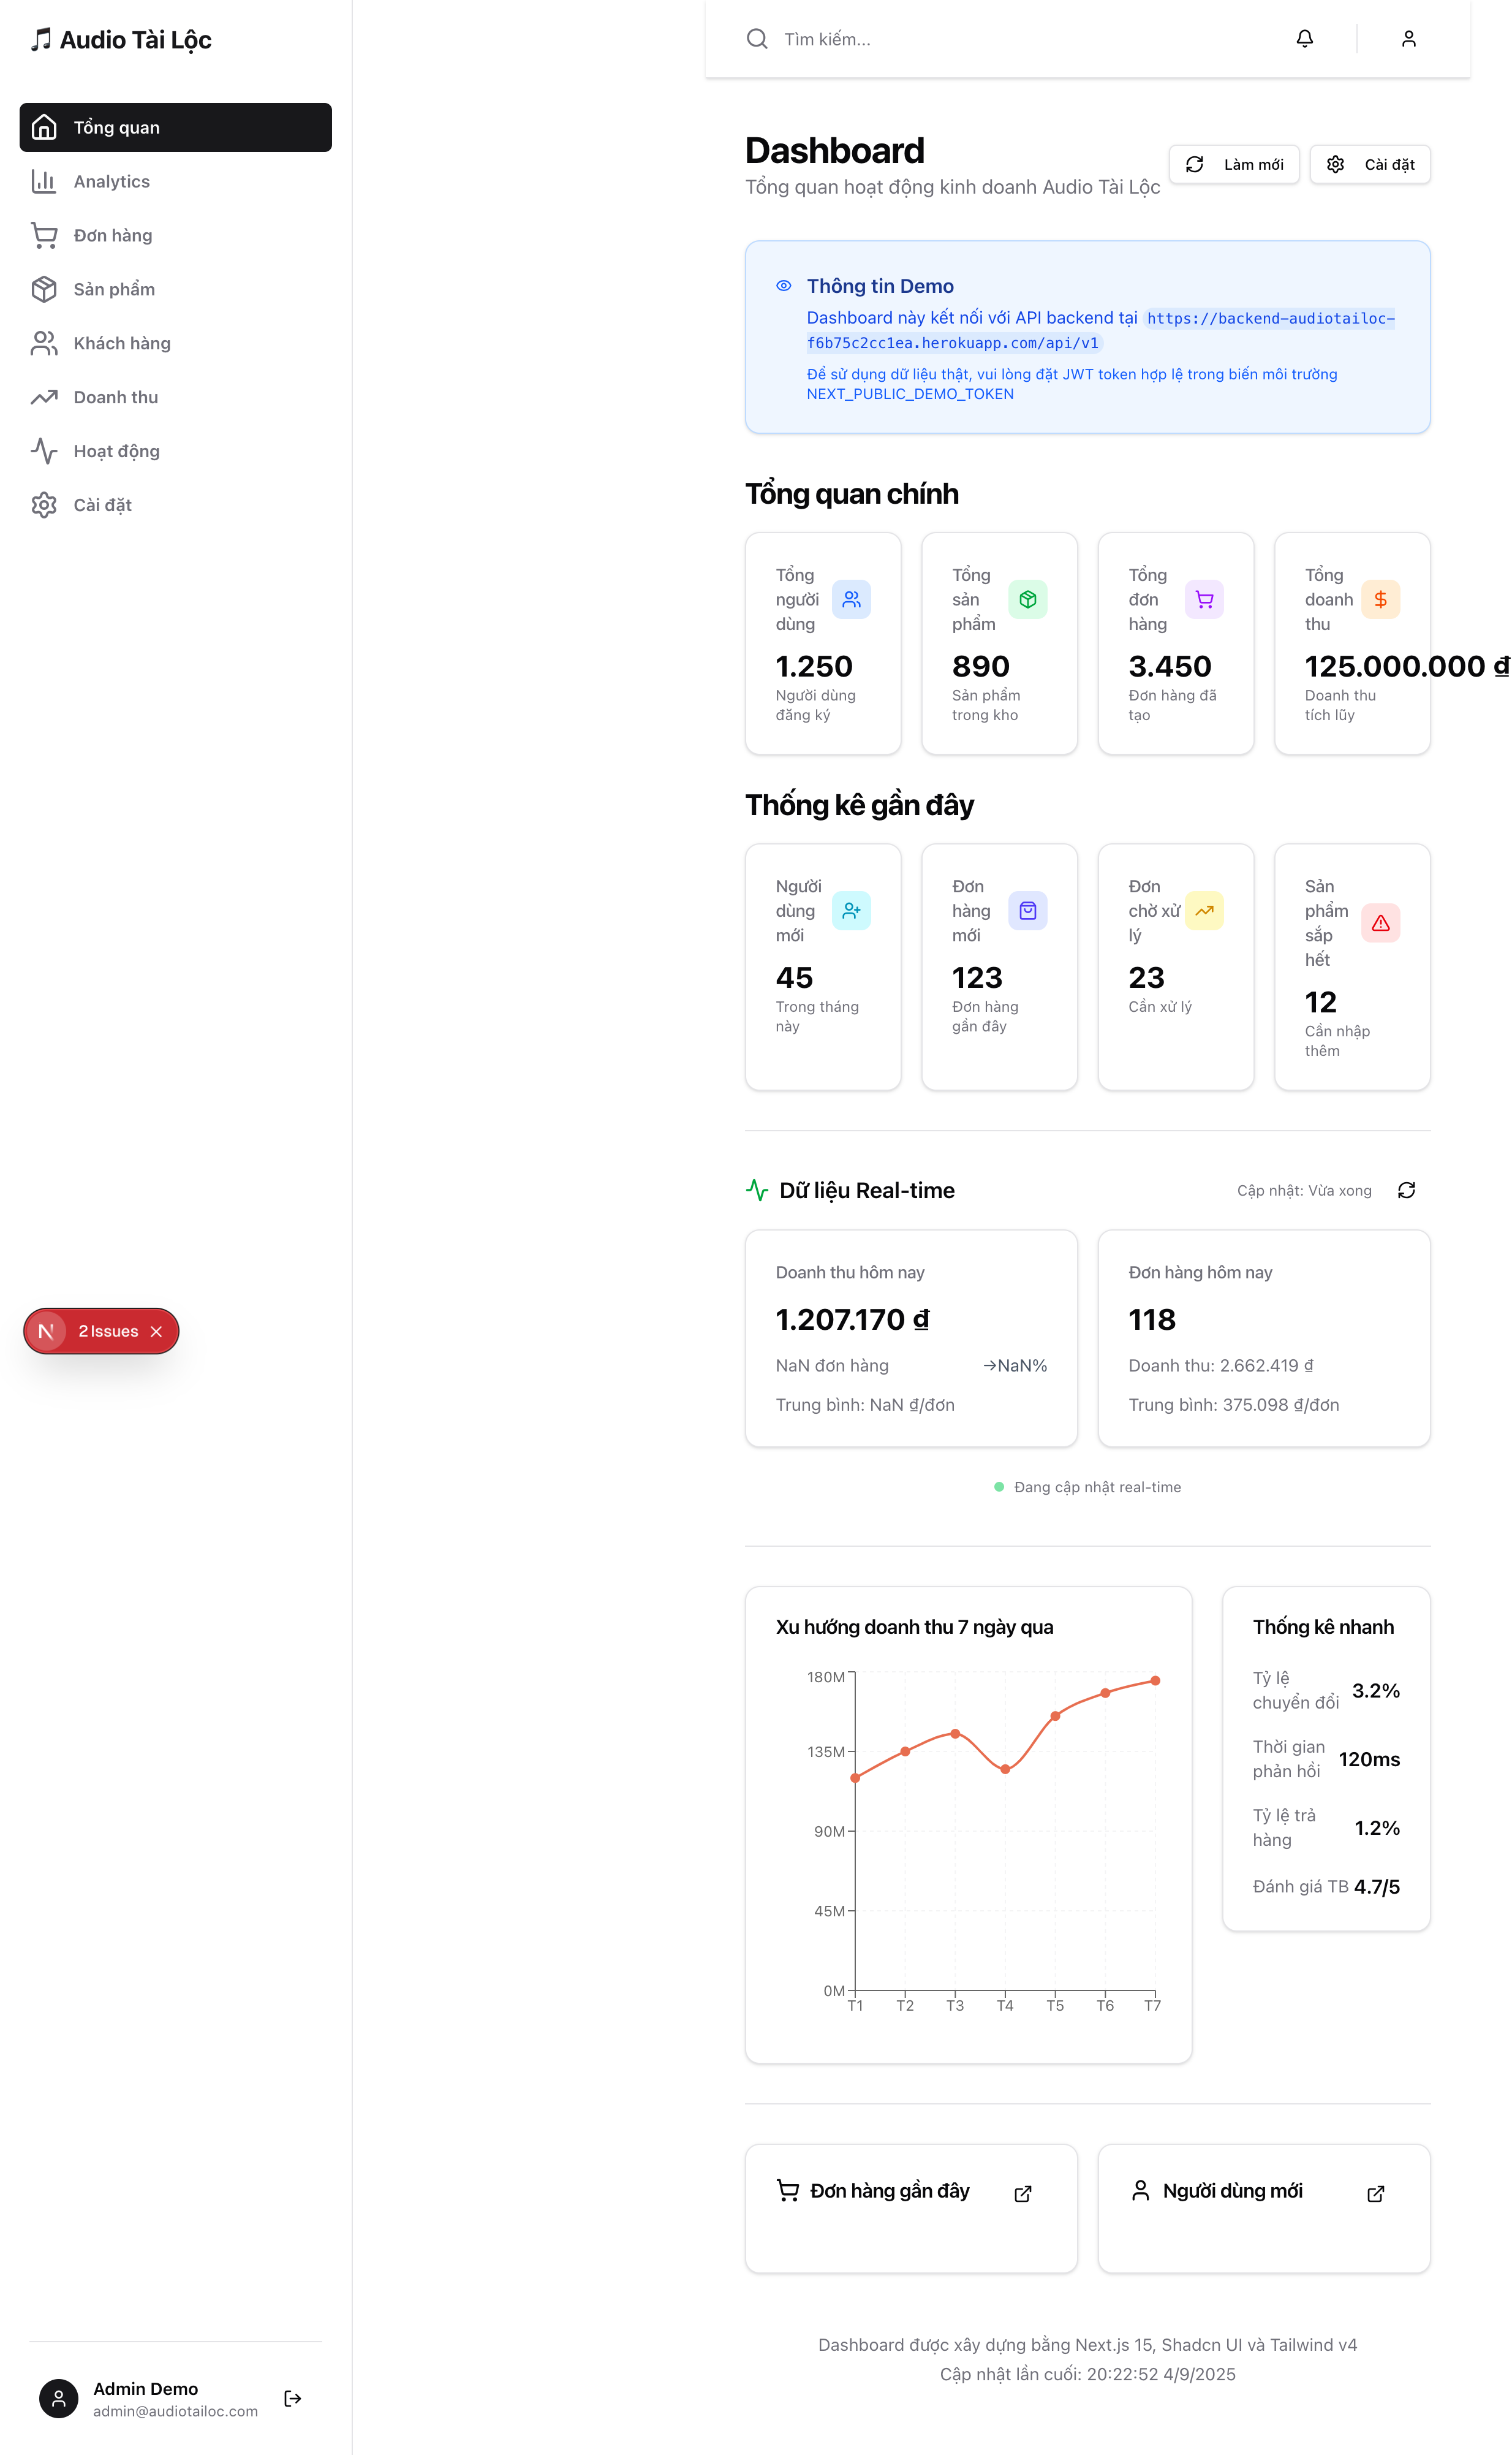 Audio Tài Lộc
Tổng quan
Analytics
Đơn hàng
Sản phẩm
Khách hàng
Doanh thu
Hoạt động
Cài đặt
2 Issues
Admin Demo
admin@audiotailoc.com
Tìm kiếm...
Dashboard
Tổng quan hoạt động kinh doanh Audio Tài Lộc
Làm mới
Cài đặt
Thông tin Demo
Dashboard này kết nối với API backend tại https://backend-audiotailoc-
f6b75c2cc1ea.herokuapp.com/api/v1
Để sử dụng dữ liệu thật, vui lòng đặt JWT token hợp lệ trong biến môi trường
NEXT_PUBLIC_DEMO_TOKEN
Tổng quan chính
Tổng
người
dùng
1.250
Người dùng
đăng ký
Tổng
sản
phẩm
890
Sản phẩm
trong kho
Tổng
đơn
hàng
3.450
Đơn hàng đã
tạo
Tổng
doanh
thu
125.000.000 ₫
Doanh thu
tích lũy
Thống kê gần đây
Người
dùng
mới
45
Trong tháng
này
Đơn
hàng
mới
123
Đơn hàng
gần đây
Đơn
chờ xử
lý
23
Cần xử lý
Sản
phẩm
sắp
hết
12
Cần nhập
thêm
Dữ liệu Real-time
Cập nhật: Vừa xong
Doanh thu hôm nay
1.207.170 ₫
NaN đơn hàng
→NaN%
Trung bình: NaN ₫/đơn
Đơn hàng hôm nay
118
Doanh thu: 2.662.419 ₫
Trung bình: 375.098 ₫/đơn
Đang cập nhật real-time
Xu hướng doanh thu 7 ngày qua
180M
135M
90M
45M
0M
T1 T2 T3 T4 T5 T6 T7
Thống kê nhanh
Tỷ lệ
chuyển đổi
3.2%
Thời gian
phản hồi
120ms
Tỷ lệ trả
hàng
1.2%
Đánh giá TB 4.7/5
Đơn hàng gần đây
Người dùng mới
Dashboard được xây dựng bằng Next.js 15, Shadcn UI và Tailwind v4
Cập nhật lần cuối: 20:22:52 4/9/2025